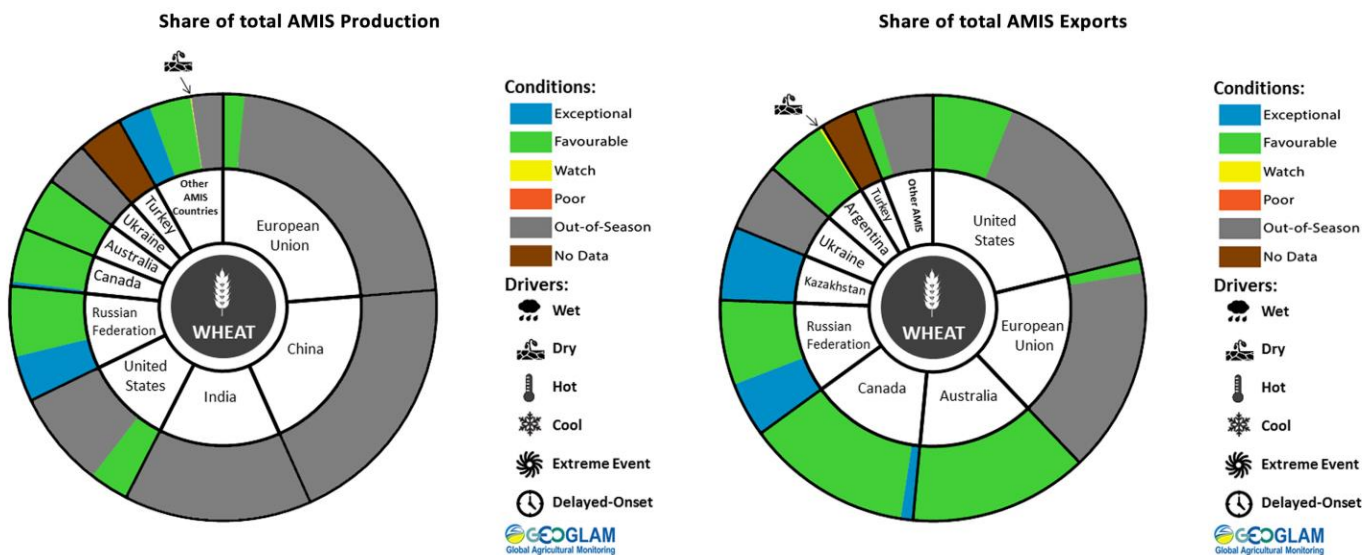 Share of total AMIS Production
Conditions:
Exceptional
Favourable
Watch
Poor
Out-of-Season
No Data
Drivers:
Wet
Dry
Hot
Cool
Extreme Event
Delayed-Onset
GEOGLAM
Global Agricultural Monitoring
European
Union
China
India
United
States
Russian
Federation
Canada
Australia
Ukraine
Turkey
Other
AMIS
Countries
WHEAT
Share of total AMIS Exports
Conditions:
Exceptional
Favourable
Watch
Poor
Out-of-Season
No Data
Drivers:
Wet
Dry
Hot
Cool
Extreme Event
Delayed-Onset
GEOGLAM
Global Agricultural Monitoring
United
States
European
Union
Australia
Canada
Russian
Federation
Kazakhstan
Ukraine
Argentina
Turkey
Other AMIS
WHEAT